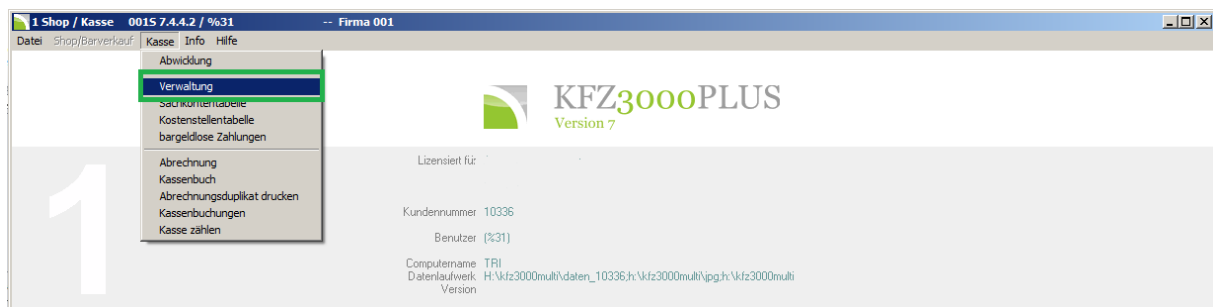 1 Shop / Kasse 001S 7.4.4.2 / %31 -- Firma 001
Datei Shop/Barverkauf Kasse Info Hilfe
Abwicklung
Verwaltung
Sachkontentabelle
Kostenstellentabelle
bargeldlose Zahlungen
Abrechnung
Kassenbuch
Abrechnungsduplikat drucken
Kassenbuchungen
Kasse zählen
KFZ3000PLUS
Version 7
1
Lizensiert für
Kundennummer 10336
Benutzer (%31)
Computername TRI
Datenlaufwerk H:\kfz3000multi\daten_10336;h:\kfz3000multi\jpg;h:\kfz3000multi
Version